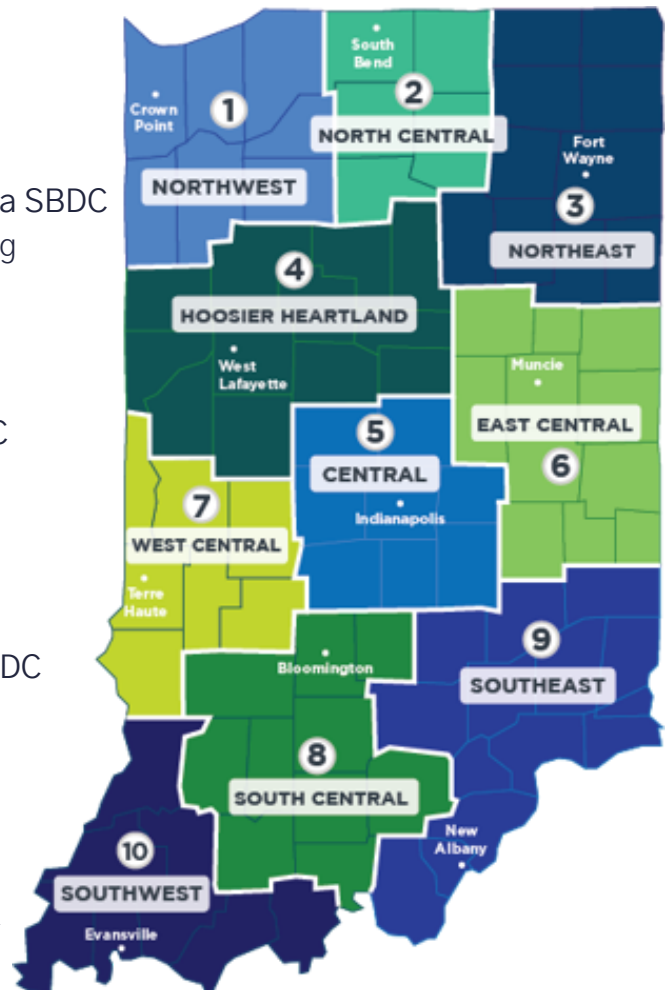 South
Bend
2
NORTH CENTRAL
Crown
Point
1
NORTHWEST
Fort
Wayne
3
NORTHEAST
a SBDC
g
4
HOOSIER HEARTLAND
West
Lafayette
Muncie
EAST CENTRAL
6
C
5
CENTRAL
Indianapolis
7
WEST CENTRAL
Terre
Haute
DC
Bloomington
9
SOUTHEAST
8
SOUTH CENTRAL
New
Albany
10
SOUTHWEST
Evansville